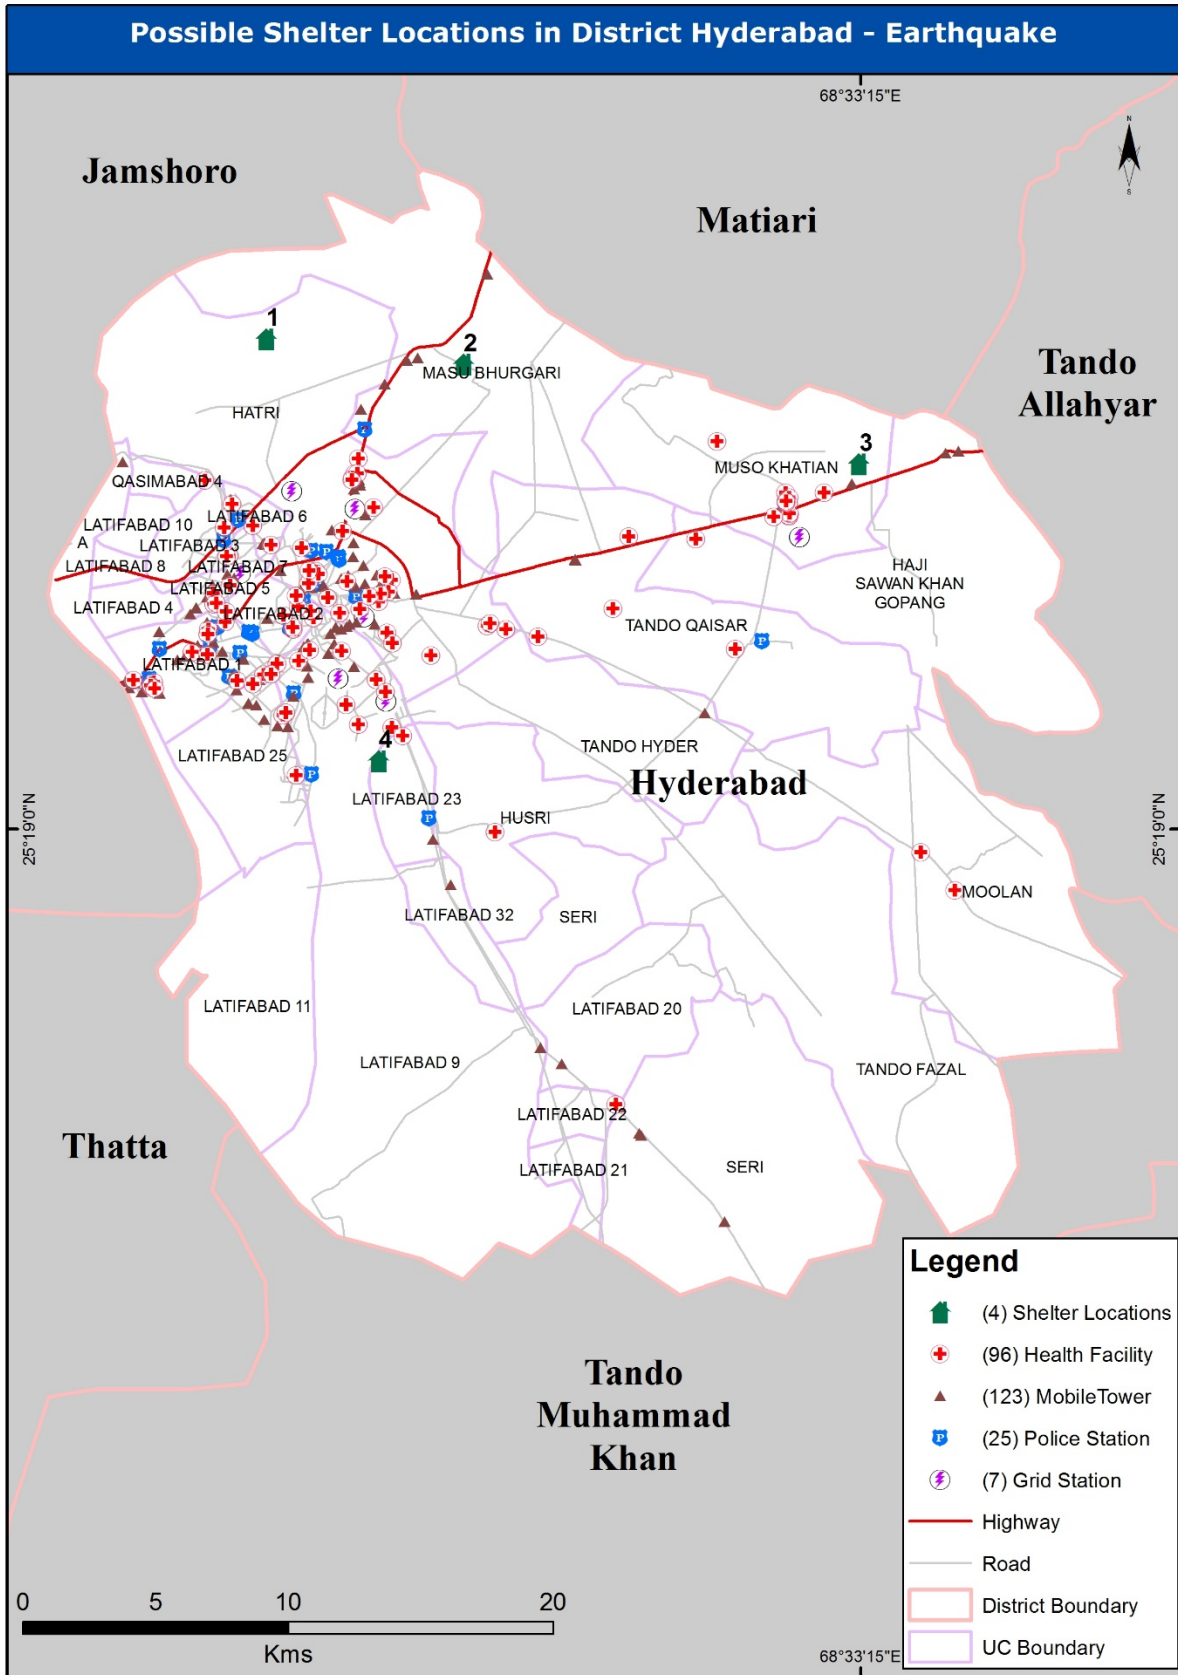 Possible Shelter Locations in District Hyderabad - Earthquake
68°33'15"E
N
S
Jamshoro
Matiari
Tando
Allahyar
1
2
MASU BHURGARI
HATRI
3
MUSO KHATIAN
QASIMABAD 4
LATIFABAD 10
LATIFABAD 6
A
LATIFABAD 3
LATIFABAD 8
LATIFABAD 7
HAJI
SAWAN KHAN
GOPANG
LATIFABAD 5
LATIFABAD 4
LATIFABAD 2
TANDO QAISAR
LATIFABAD 1
4
LATIFABAD 25
TANDO HYDER
Hyderabad
LATIFABAD 23
HUSRI
25°19'0"N
25°19'0"N
MOOLAN
LATIFABAD 32
SERI
LATIFABAD 11
LATIFABAD 20
LATIFABAD 9
TANDO FAZAL
LATIFABAD 22
Thatta
LATIFABAD 21
SERI
Legend
(4) Shelter Locations
(96) Health Facility
(123) MobileTower
P
(25) Police Station
(7) Grid Station
Highway
Road
District Boundary
UC Boundary
Tando
Muhammad
Khan
0 5 10 20
Kms
68°33'15"E